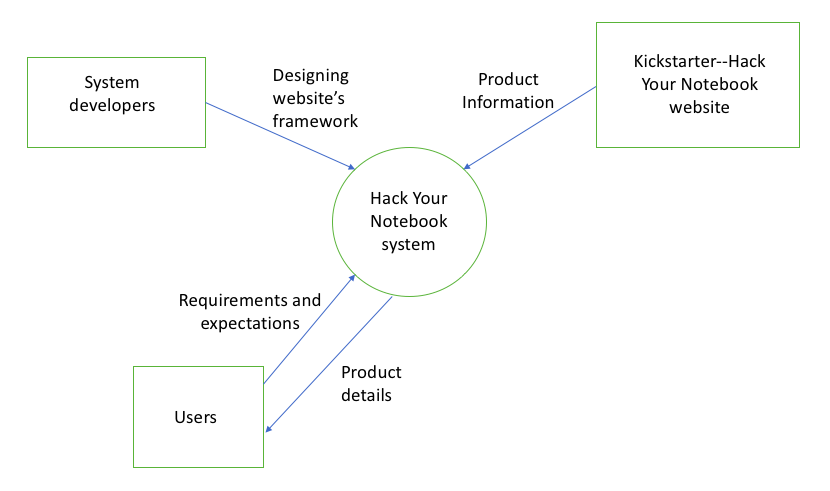 System
developers
Designing
website's
framework
Product
Information
Kickstarter--Hack
Your Notebook
website
Hack Your
Notebook
system
Requirements and
expectations
Product
details
Users